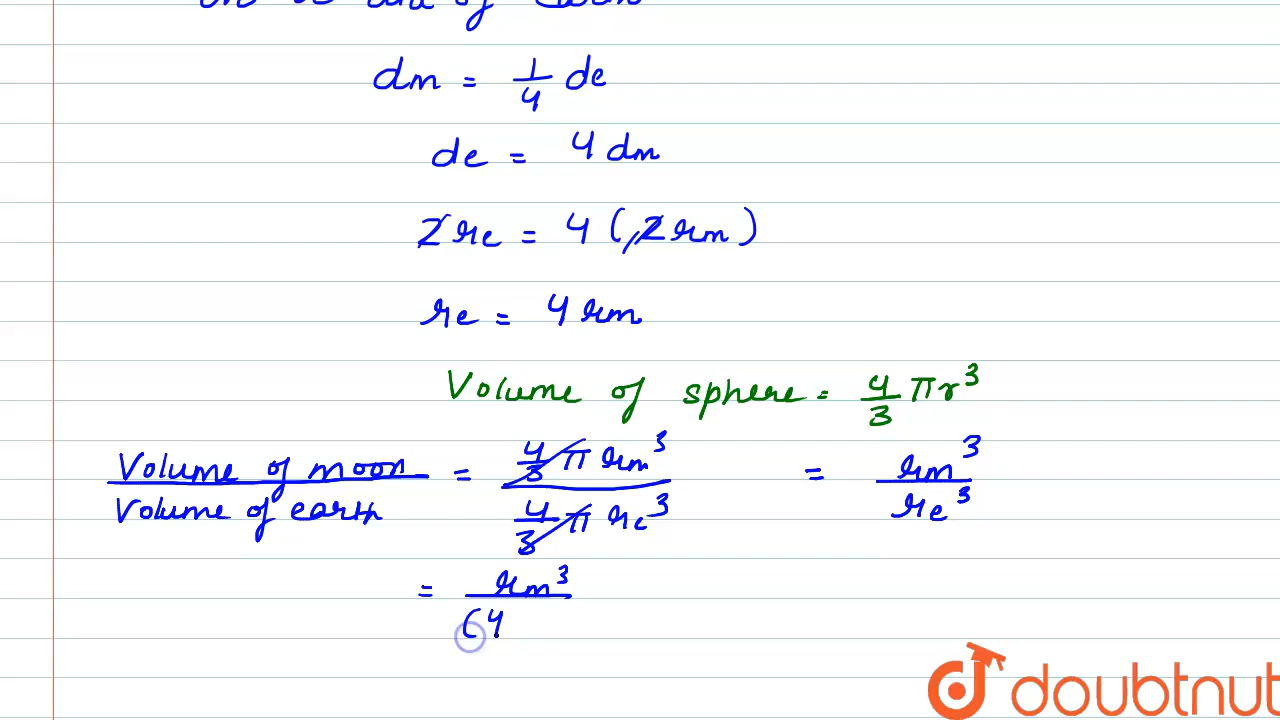 dm = 1/4 de
de = 4 dm
2re = 4 (2rm)
re = 4rm
Volume of sphere = 4/3 πr³
Volume of moon / Volume of earth = 4/3 π rm³ / 4/3 π re³ = rm³ / re³
= rm³ / (4
doubtnut